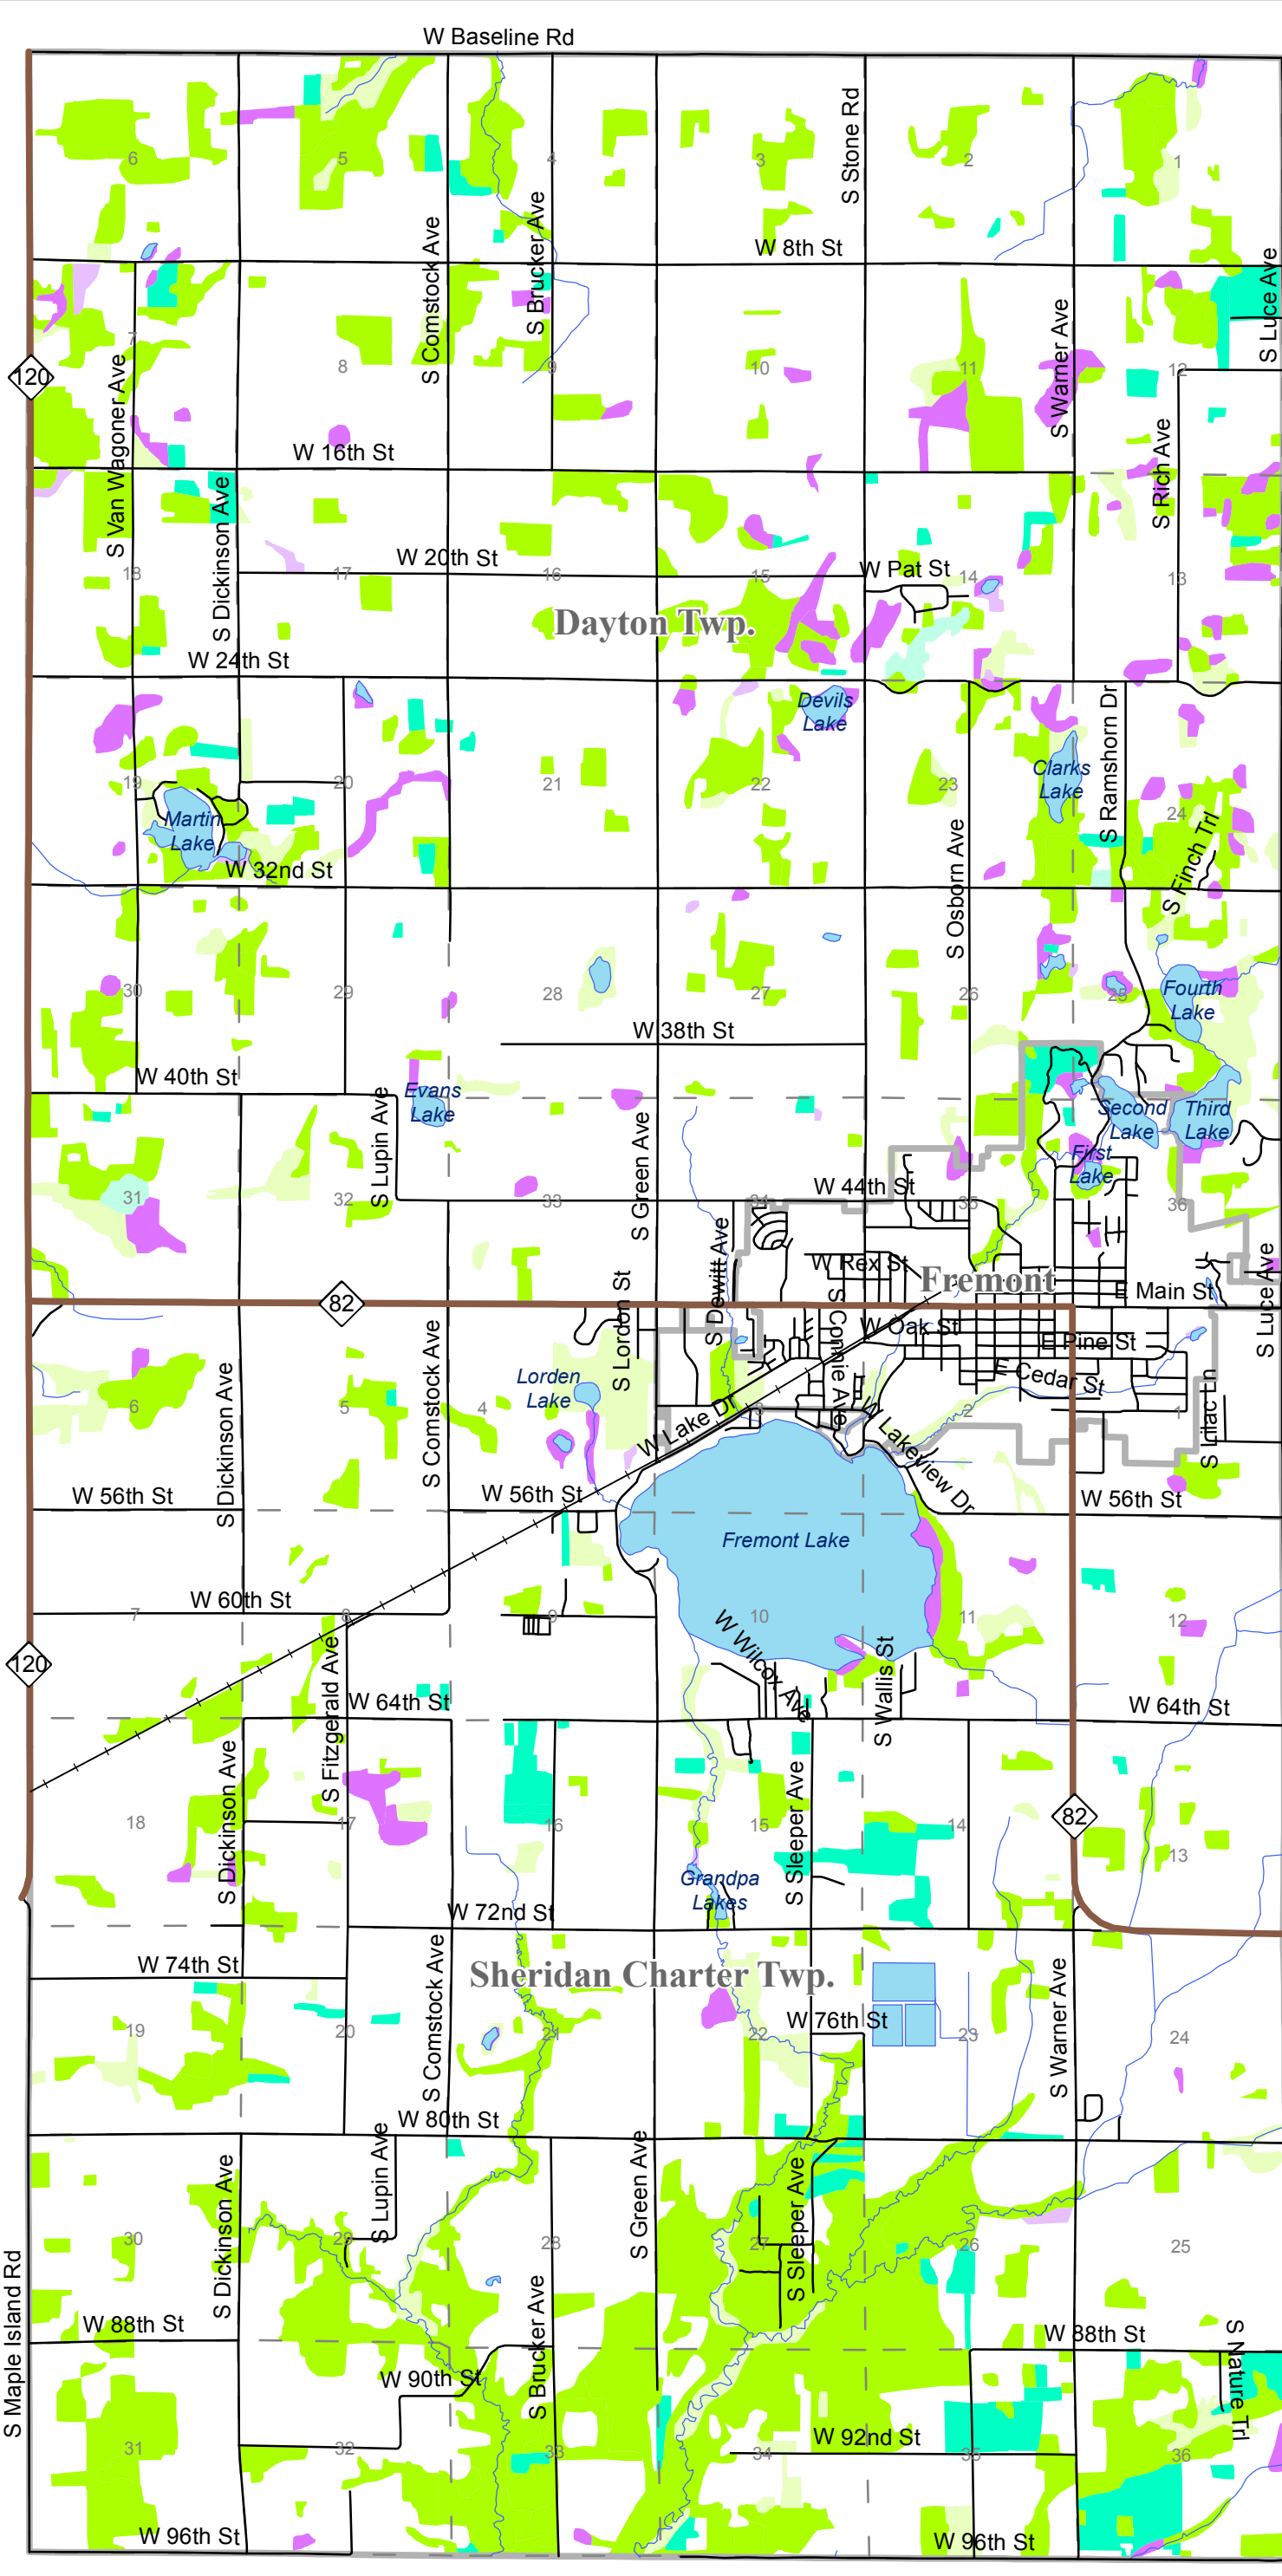 W Baseline Rd
S Stone Rd
6
5
4
3
2
1
S Comstock Ave
S Brucker Ave
W 8th St
S Luce Ave
S Warner Ave
7
8
9
10
11
12
120
S Van Wagoner Ave
W 16th St
S Rich Ave
S Dickinson Ave
W 20th St
W Pat St
18
17
16
15
14
13
Dayton Twp.
W 24th St
Devils
Lake
S Ramshorn Dr
Clarks
Lake
19
20
21
22
23
24
Martin
Lake
S Finch Trl
W 32nd St
S Osborn Ave
30
29
28
27
26
25
Fourth
Lake
W 38th St
W 40th St
Evans
Lake
S Lupin Ave
S Green Ave
Second
Lake
Third
Lake
First
Lake
W 44th St
31
32
33
34
35
36
S Dewitt Ave
W Rex St
Fremont
E Main St
S Luce Ave
82
S Lordon St
S Connie Ave
W Oak St
E Pine St
E Cedar St
S Comstock Ave
S Dickinson Ave
Lorden
Lake
6
5
4
3
2
1
W Lake Dr
W Lakeview Dr
S Lilac Ln
W 56th St
W 56th St
W 56th St
Fremont Lake
W 60th St
7
8
9
10
11
12
120
W Wilcox Ave
S Wallis St
S Fitzgerald Ave
W 64th St
W 64th St
S Dickinson Ave
S Sleeper Ave
82
18
17
16
15
14
13
Grandpa
Lakes
W 72nd St
W 74th St
Sheridan Charter Twp.
S Comstock Ave
S Warner Ave
W 76th St
19
20
21
22
23
24
W 80th St
S Lupin Ave
S Dickinson Ave
S Green Ave
S Sleeper Ave
30
29
28
27
26
25
S Maple Island Rd
S Brucker Ave
W 88th St
W 88th St
S Nature Trl
W 90th St
W 92nd St
31
32
33
34
35
36
W 96th St
W 96th St